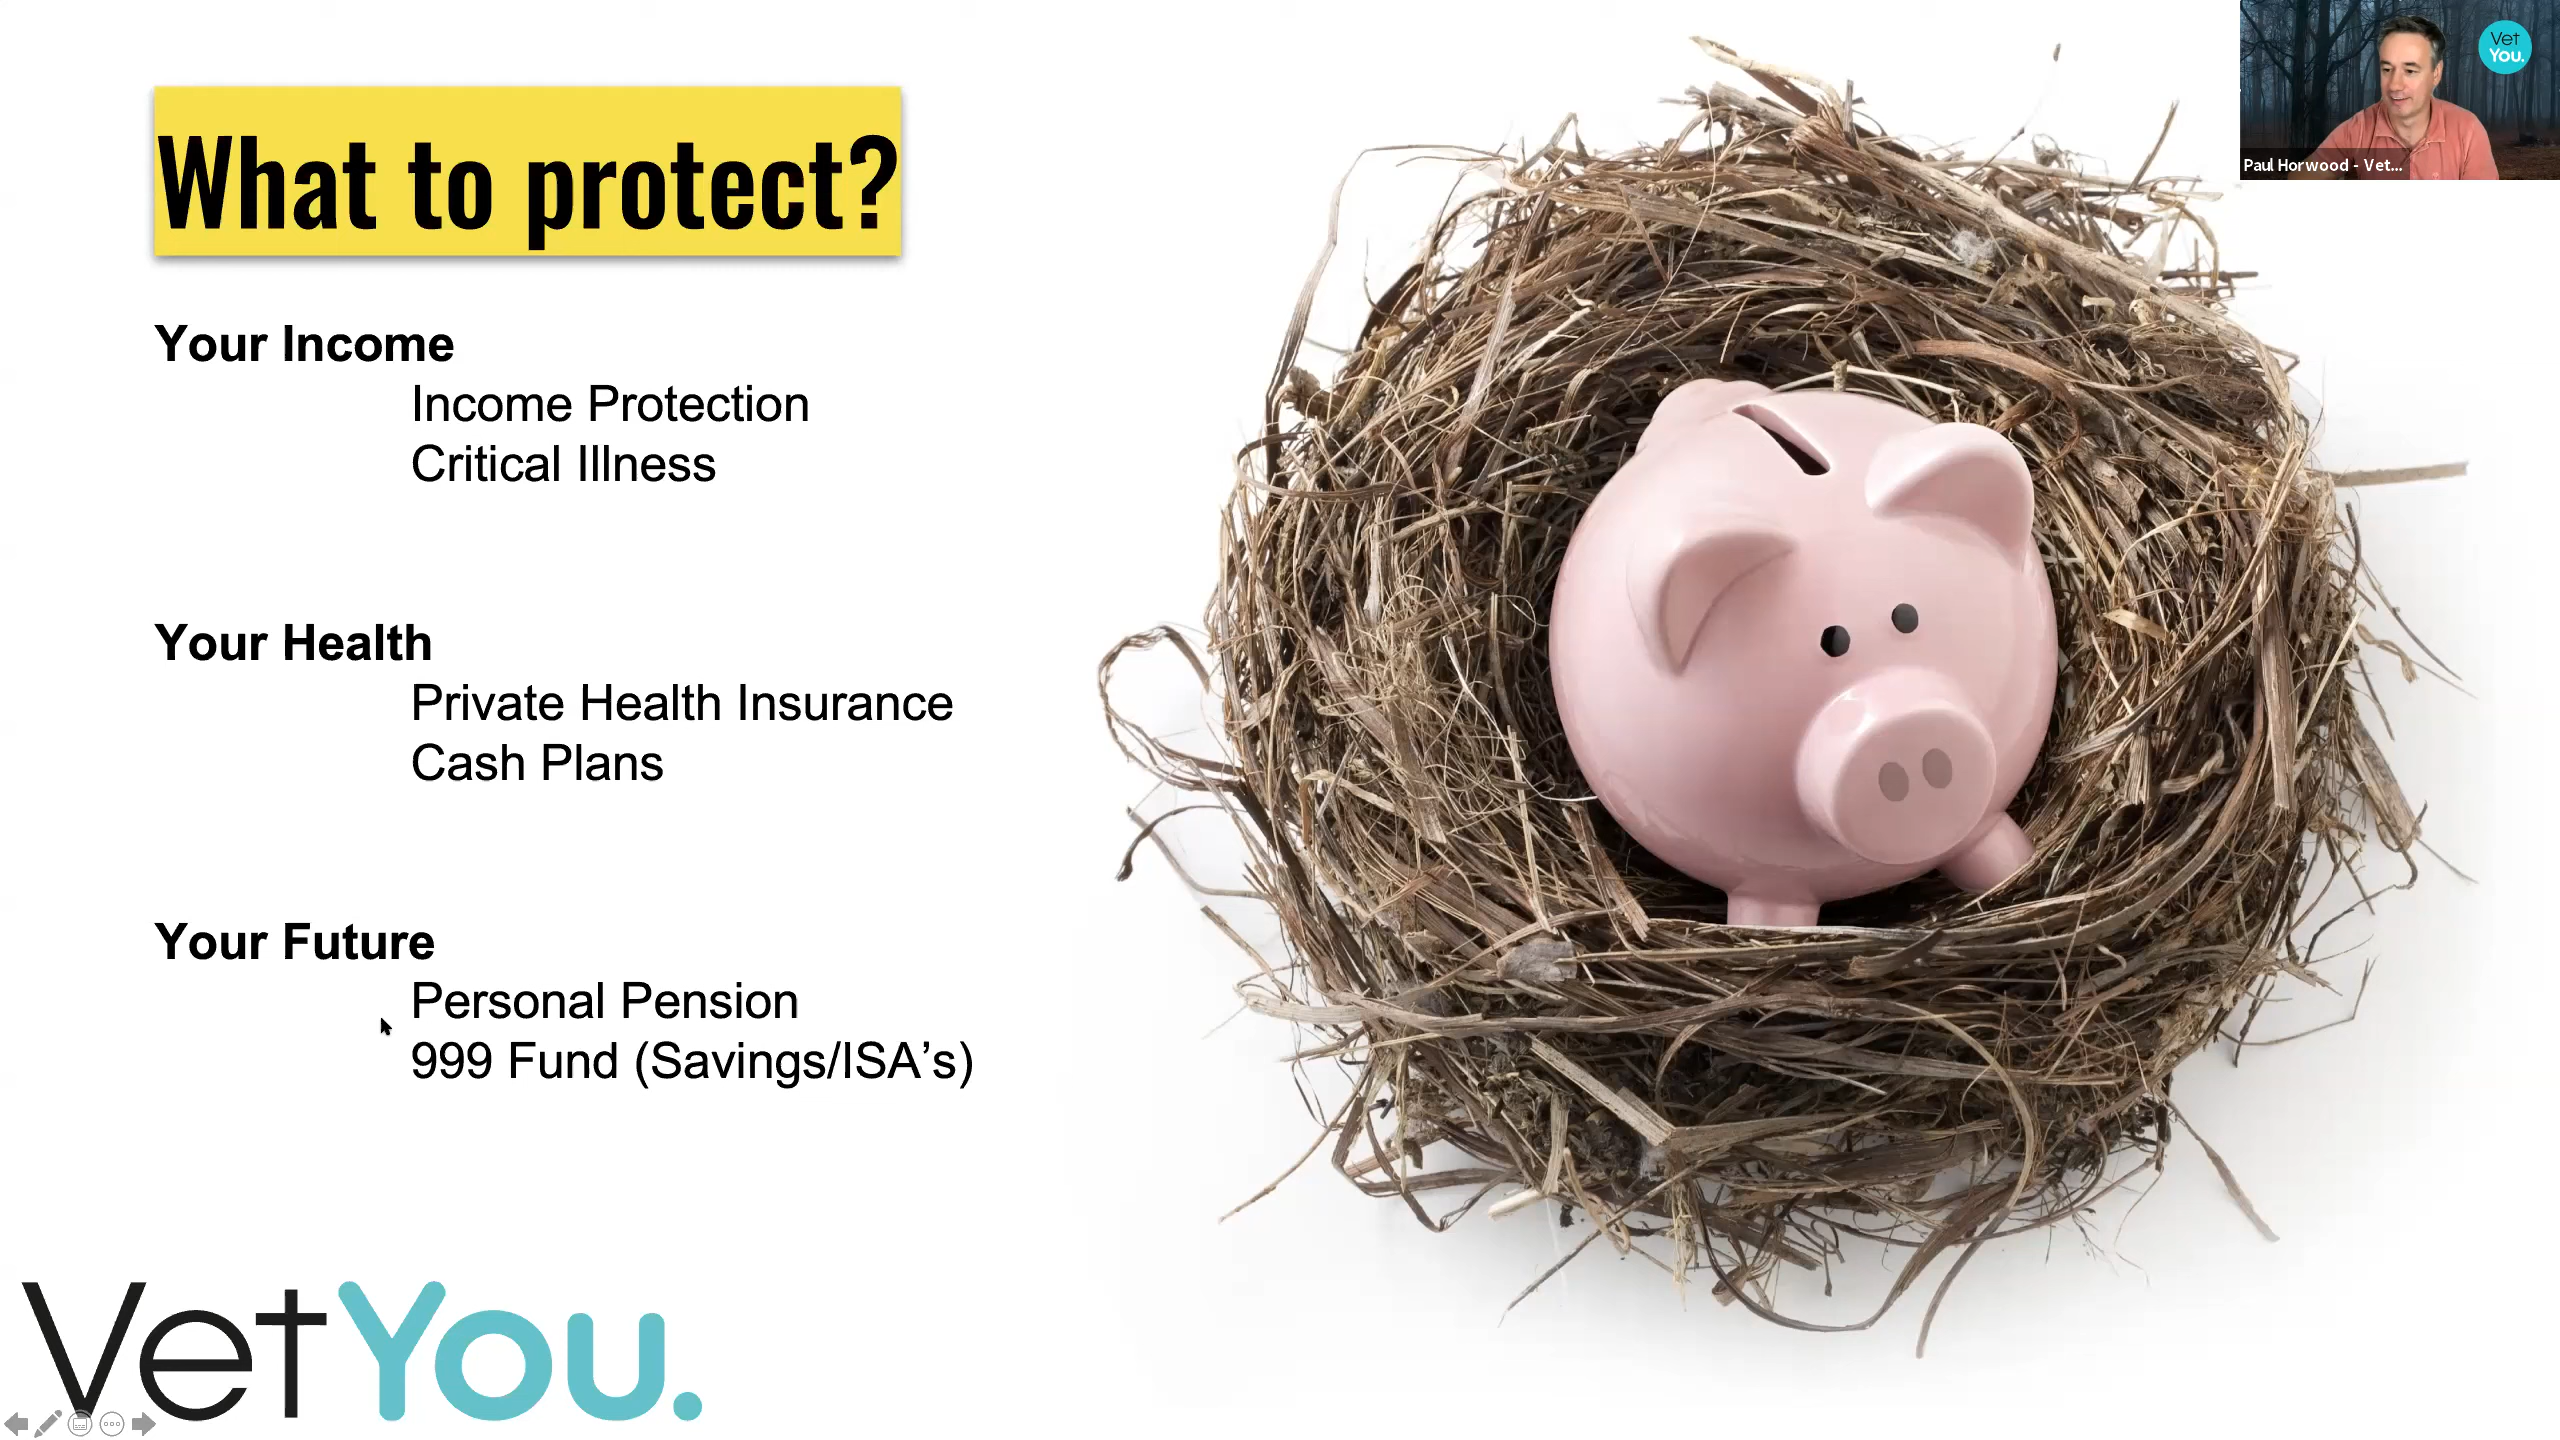 What to protect?
Vet
You.
Paul Horwood - Vet...
Your Income
Income Protection
Critical Illness
Your Health
Private Health Insurance
Cash Plans
Your Future
Personal Pension
999 Fund (Savings/ISA’s)
VetYou.